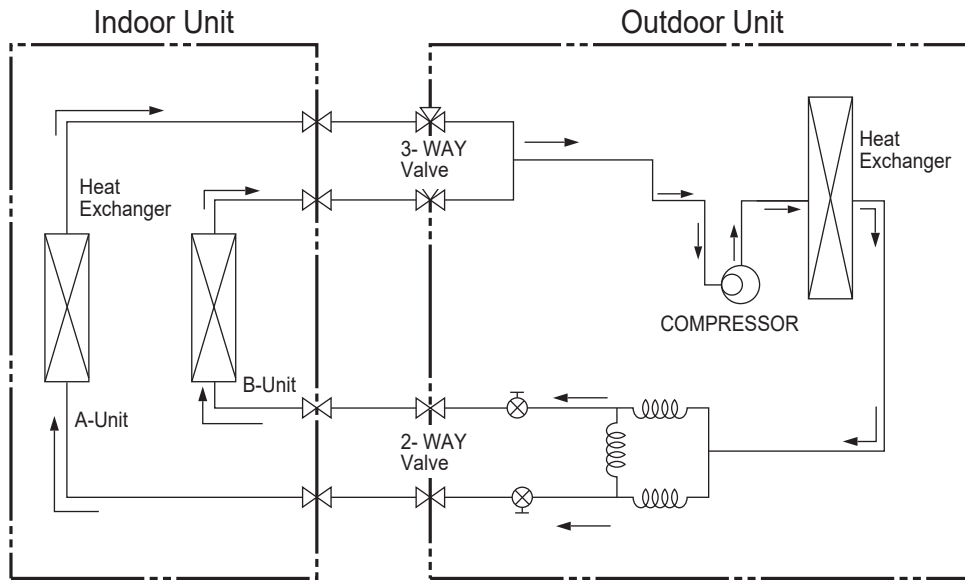 Indoor Unit
Outdoor Unit
3- WAY
Valve
Heat
Exchanger
Heat
Exchanger
COMPRESSOR
B-Unit
A-Unit
2- WAY
Valve